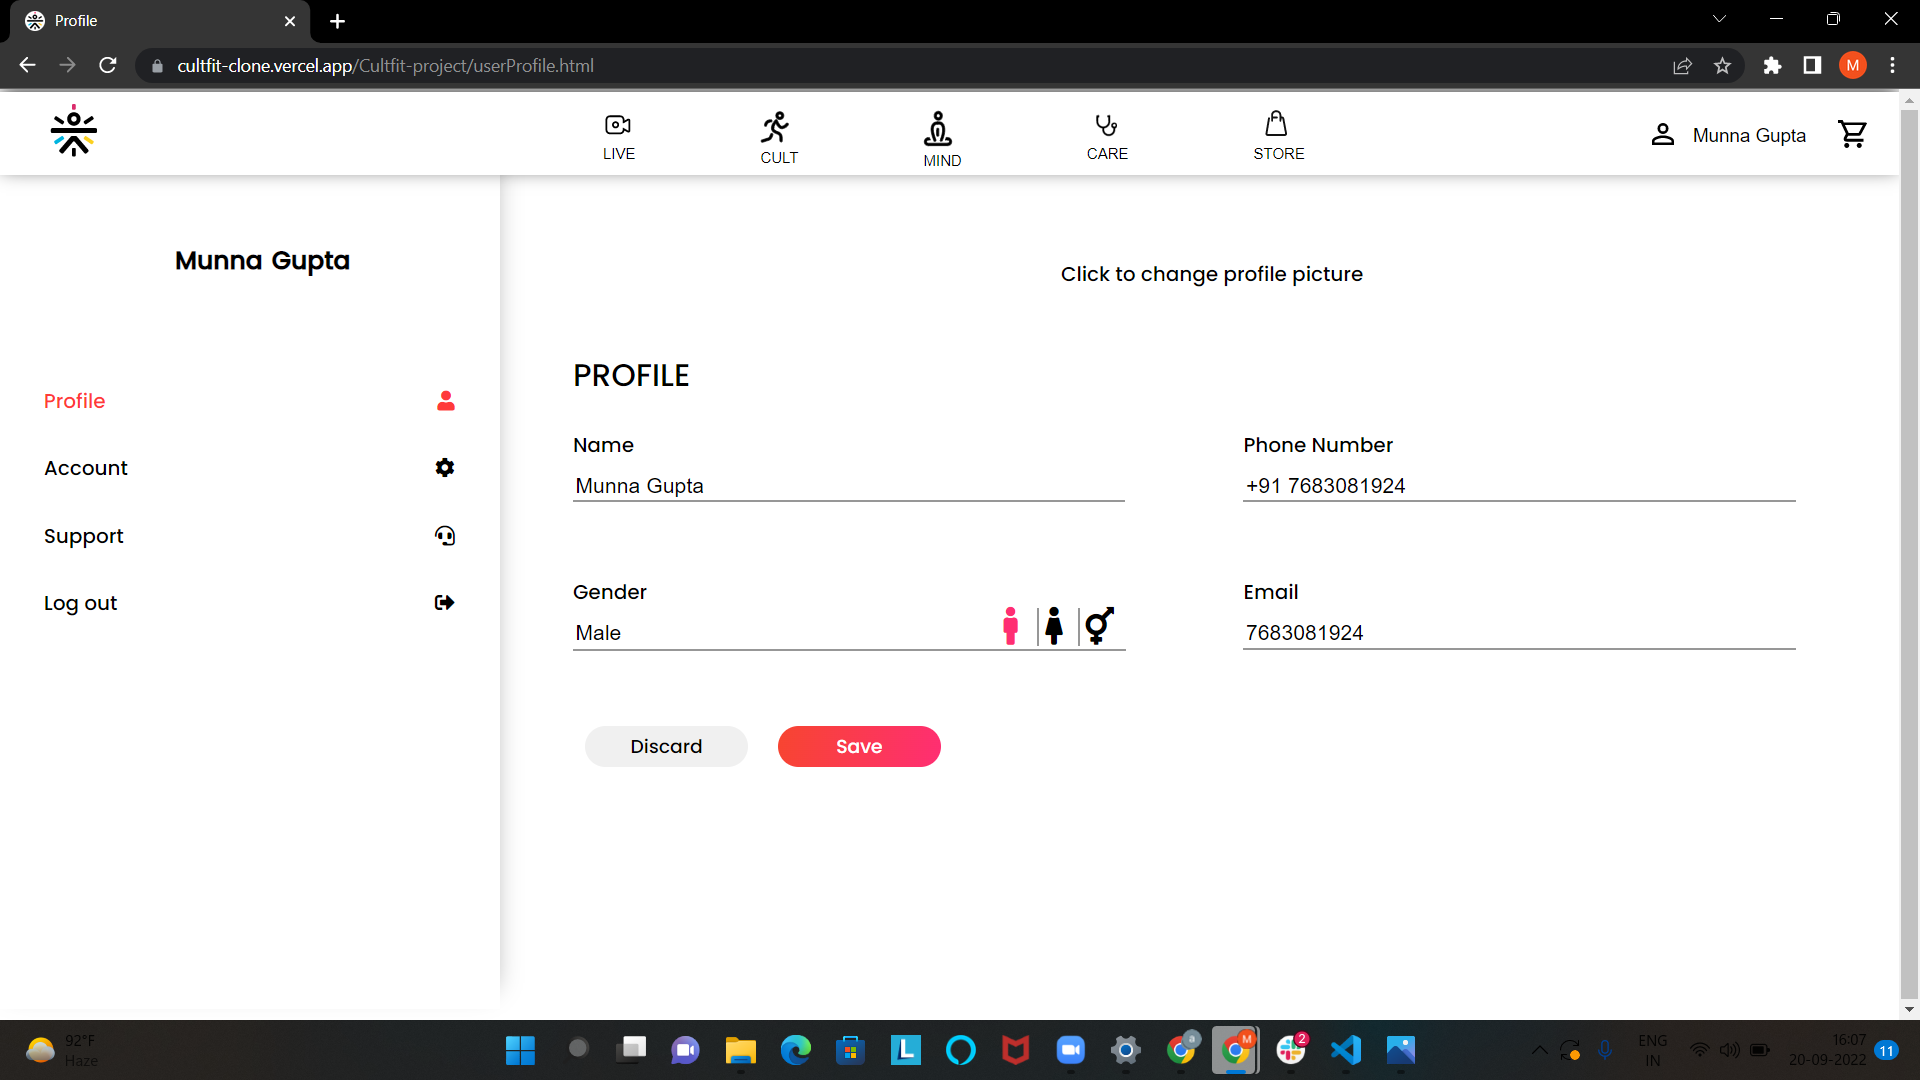 Profile
cultfit-clone.vercel.app/Cultfit-project/userProfile.html
M
LIVE
CULT
MIND
CARE
STORE
Munna Gupta
Munna Gupta
Click to change profile picture
Profile
Account
Support
Log out
PROFILE
Name
Munna Gupta
Phone Number
+91 7683081924
Gender
Male
Email
7683081924
Discard
Save
92°F
Haze
L
a
M
2
ENG
IN
16:07
20-09-2022
11